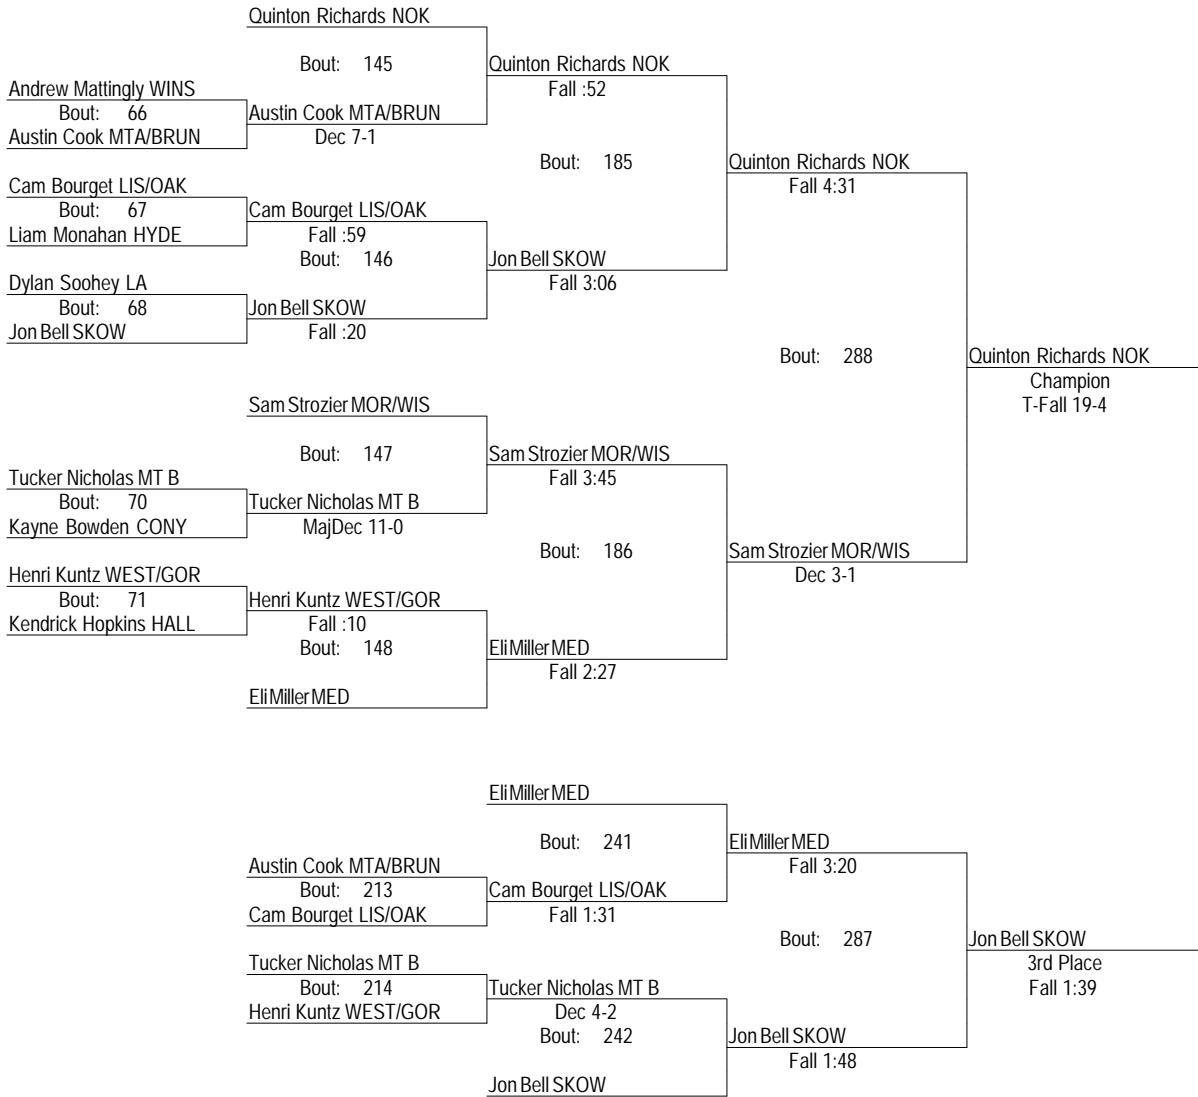 Quinton Richards NOK
Bout: 145
Quinton Richards NOK
Fall :52
Andrew Mattingly WINS
Bout: 66
Austin Cook MTA/BRUN
Austin Cook MTA/BRUN
Dec 7-1
Bout: 185
Quinton Richards NOK
Fall 4:31
Cam Bourget LIS/OAK
Bout: 67
Cam Bourget LIS/OAK
Liam Monahan HYDE
Fall :59
Bout: 146
Jon Bell SKOW
Fall 3:06
Dylan Soohey LA
Bout: 68
Jon Bell SKOW
Jon Bell SKOW
Fall :20
Bout: 288
Quinton Richards NOK
Champion
T-Fall 19-4
Sam Strozier MOR/WIS
Bout: 147
Sam Strozier MOR/WIS
Fall 3:45
Tucker Nicholas MT B
Bout: 70
Tucker Nicholas MT B
Kayne Bowden CONY
MajDec 11-0
Bout: 186
Sam Strozier MOR/WIS
Dec 3-1
Henri Kuntz WEST/GOR
Bout: 71
Henri Kuntz WEST/GOR
Kendrick Hopkins HALL
Fall :10
Bout: 148
Eli Miller MED
Fall 2:27
Eli Miller MED
Eli Miller MED
Bout: 241
Eli Miller MED
Fall 3:20
Austin Cook MTA/BRUN
Bout: 213
Cam Bourget LIS/OAK
Cam Bourget LIS/OAK
Fall 1:31
Bout: 287
Jon Bell SKOW
3rd Place
Fall 1:39
Tucker Nicholas MT B
Bout: 214
Tucker Nicholas MT B
Henri Kuntz WEST/GOR
Dec 4-2
Bout: 242
Jon Bell SKOW
Fall 1:48
Jon Bell SKOW